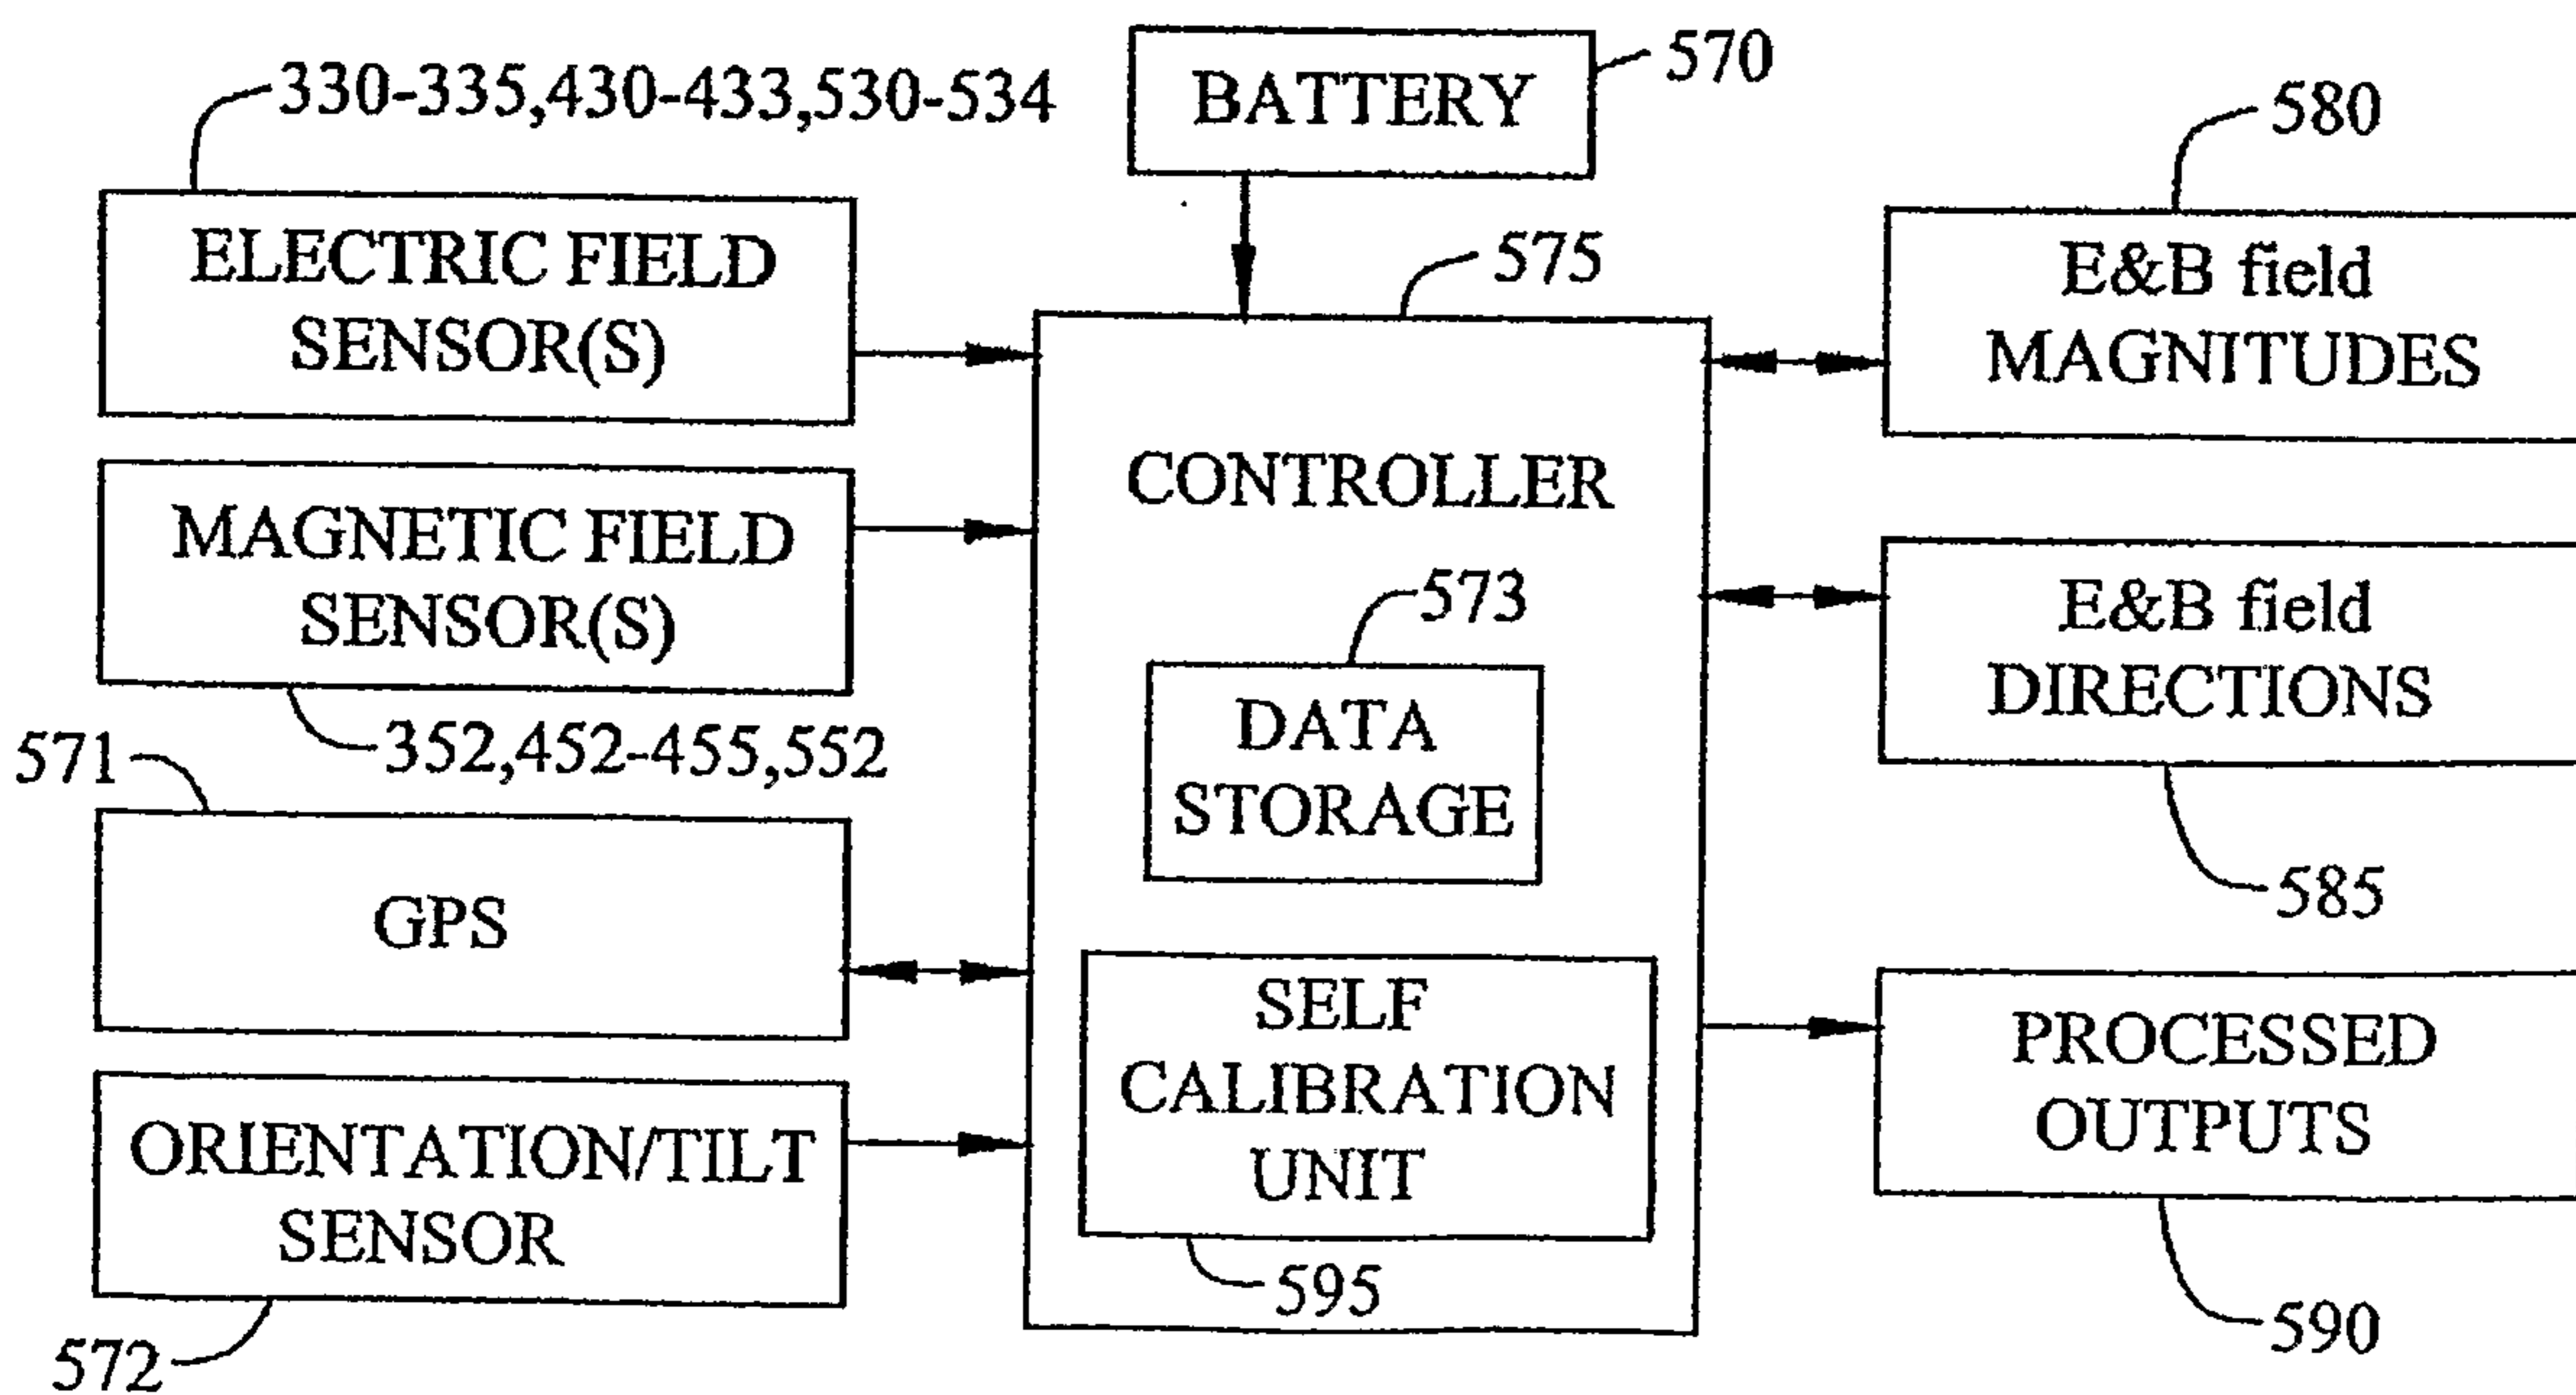 330-335,430-433,530-534
ELECTRIC FIELD
SENSOR(S)
MAGNETIC FIELD
SENSOR(S)
352,452-455,552
571
GPS
ORIENTATION/TILT
SENSOR
572
BATTERY
570
575
CONTROLLER
573
DATA
STORAGE
SELF
CALIBRATION
UNIT
595
580
E&B field
MAGNITUDES
E&B field
DIRECTIONS
585
PROCESSED
OUTPUTS
590